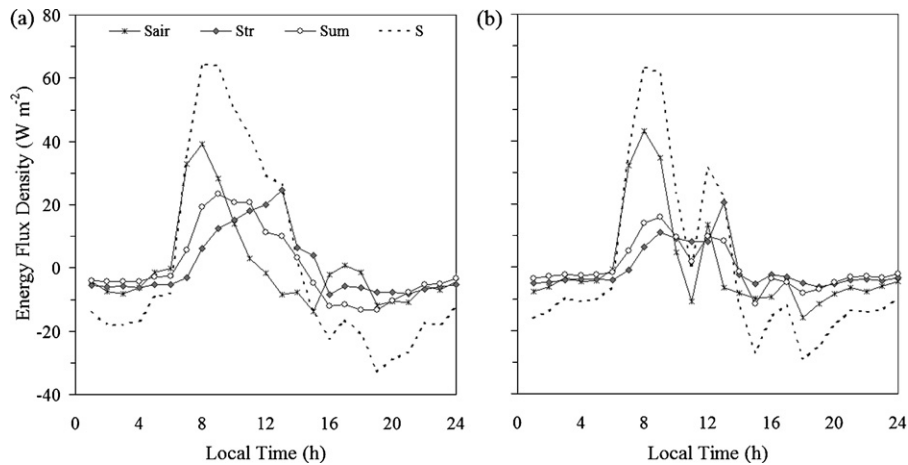 (a)
(b)
Sair Str Sum S
Energy Flux Density (W m-2)
80
60
40
20
0
-20
-40
0 4 8 12 16 20 24
0 4 8 12 16 20 24
Local Time (h)
Local Time (h)